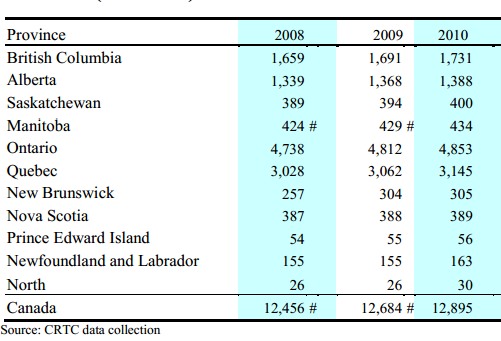 Province 2008 2009 2010
British Columbia 1,659 1,691 1,731
Alberta 1,339 1,368 1,388
Saskatchewan 389 394 400
Manitoba 424 # 429 # 434
Ontario 4,738 4,812 4,853
Quebec 3,028 3,062 3,145
New Brunswick 257 304 305
Nova Scotia 387 388 389
Prince Edward Island 54 55 56
Newfoundland and Labrador 155 155 163
North 26 26 30
Canada 12,456 # 12,684 # 12,895
Source: CRTC data collection